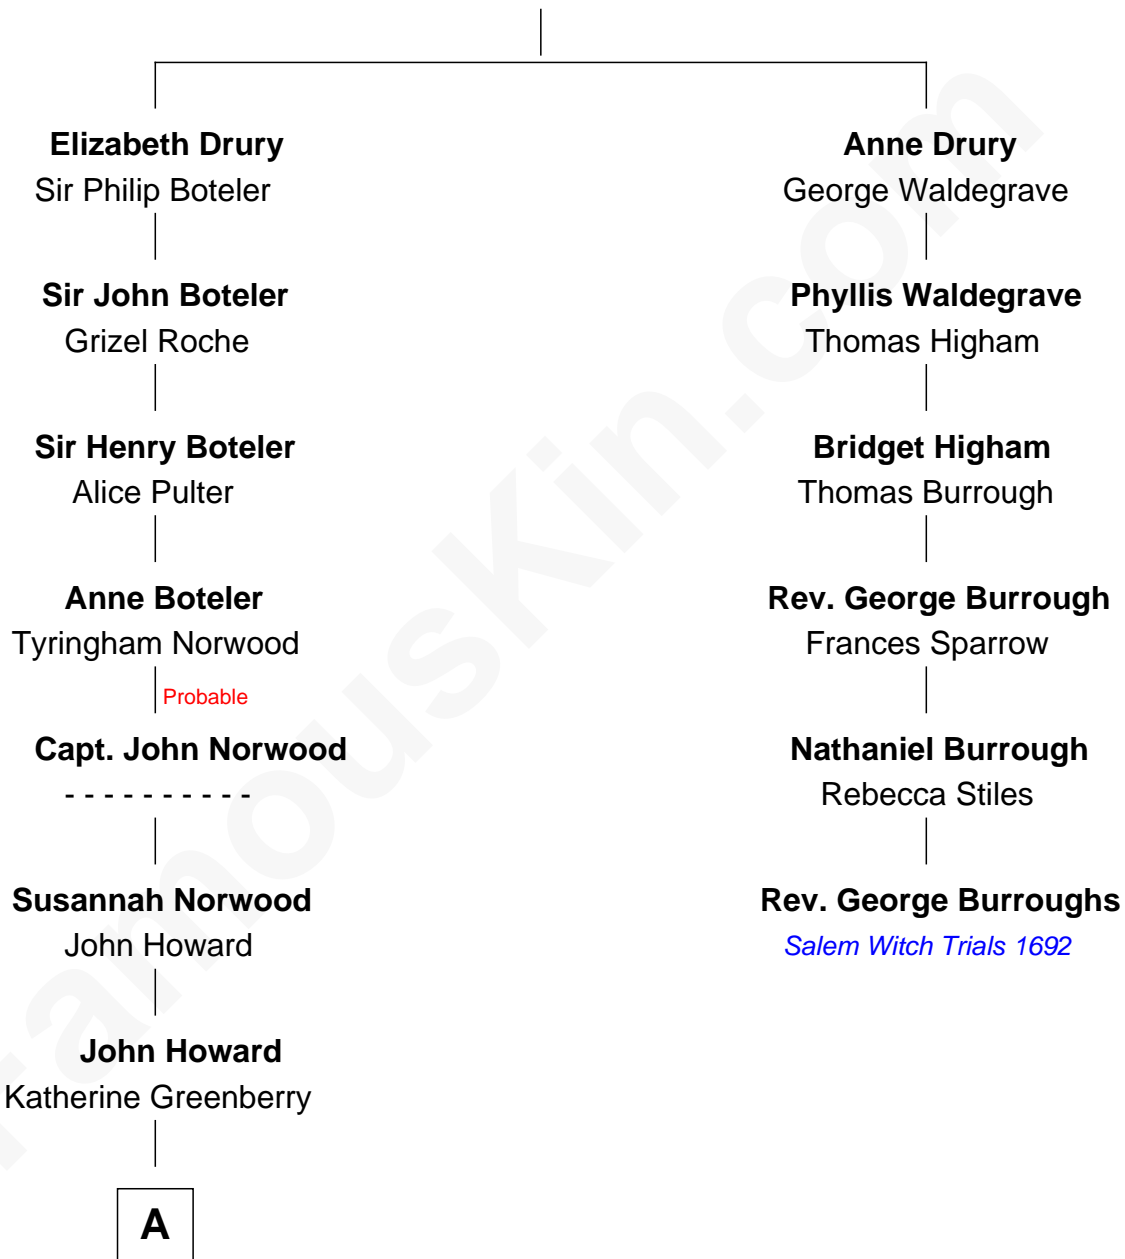 Elizabeth Drury
Sir Philip Boteler
Anne Drury
George Waldegrave
Sir John Boteler
Grizel Roche
Phyllis Waldegrave
Thomas Higham
Sir Henry Boteler
Alice Pulter
Bridget Higham
Thomas Burrough
Anne Boteler
Tyringham Norwood
Rev. George Burrough
Frances Sparrow
Probable
Capt. John Norwood
- - - - - - - - - -
Nathaniel Burrough
Rebecca Stiles
Susannah Norwood
John Howard
Rev. George Burroughs
Salem Witch Trials 1692
John Howard
Katherine Greenberry
A
FamousKin.com